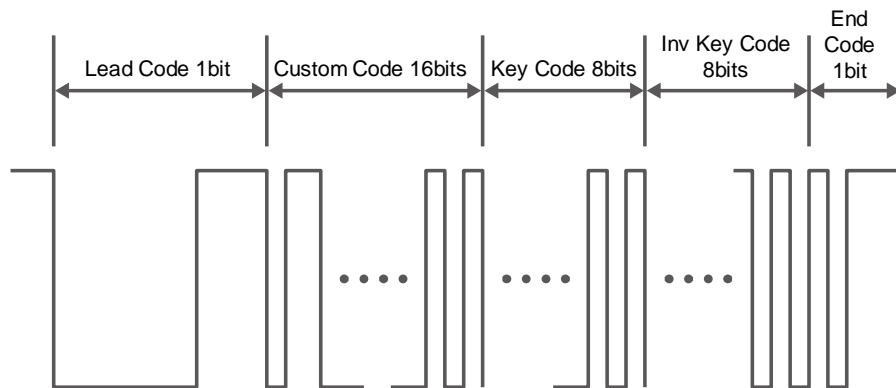 Lead Code 1bit
Custom Code 16bits
Key Code 8bits
Inv Key Code
8bits
End
Code
1bit